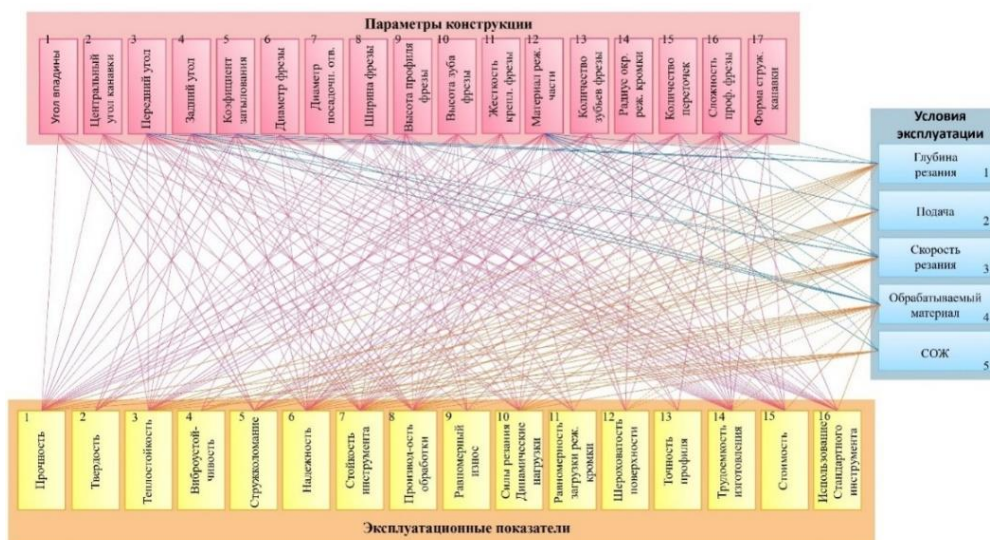 Параметры конструкции
1
Угол впадины
2
Центральный
угол канавки
3
Передний угол
4
Задний угол
5
Коэфициент
затылования
6
Диаметр фрезы
7
Диаметр
посадочн. отв.
8
Ширина фрезы
9
Высота профиля
фрезы
10
Высота зуба
фрезы
11
Жесткость
крепл. фрезы
12
Материал реж.
части
13
Количество
зубьев фрезы
14
Радиус окр.
реж. кромки
15
Количество
переточек
16
Сложность
проф. фрезы
17
Форма струж.
канавки
Условия
эксплуатации
Глубина
резания
1
Подача
2
Скорость
резания
3
Обрабатываемый
материал
4
СОЖ
5
1
Прочность
2
Твердость
3
Теплостойкость
4
Виброустой-
чивость
5
Стружколомание
6
Надежность
7
Стойкость
инструмента
8
Производ-ость
обработки
9
Равномерный
износ
10
Силы резания
Динамические
нагрузки
11
Равномерность
загрузки реж.
кромки
12
Шероховатость
поверхности
13
Точность
профиля
14
Трудоемкость
изготовления
15
Стоимость
16
Использование
Стандартного
инструмента
Эксплуатационные показатели